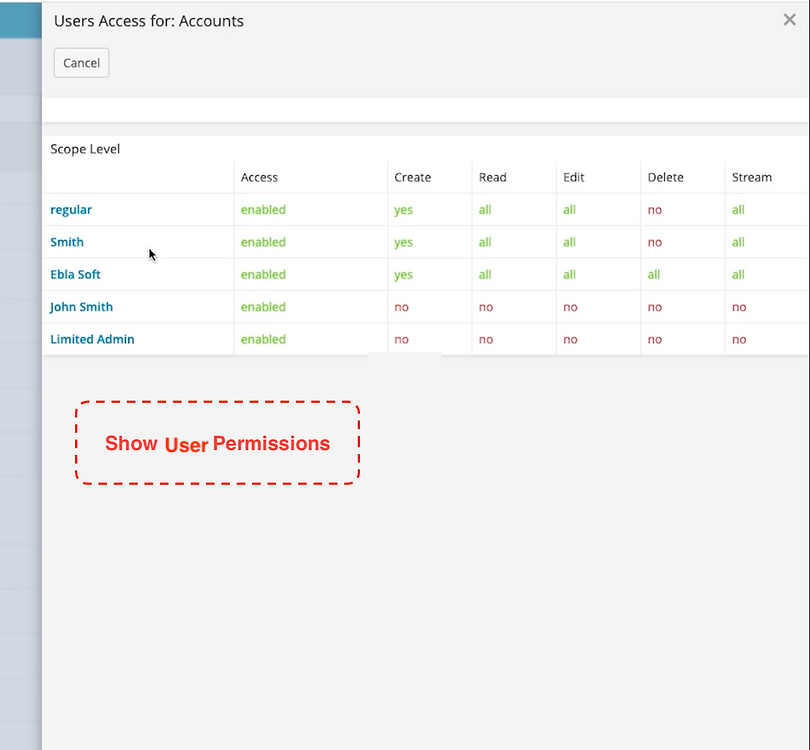 Users Access for: Accounts
Cancel
Scope Level
Access Create Read Edit Delete Stream
regular enabled yes all all no all
Smith enabled yes all all no all
Ebla Soft enabled yes all all all all
John Smith enabled no no no no no
Limited Admin enabled no no no no no
Show User Permissions